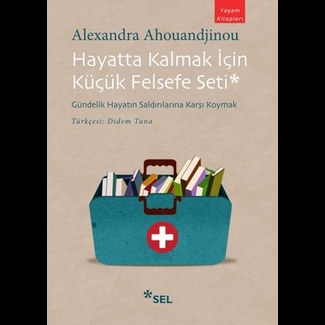 Yaşam
Kitapları
Alexandra Ahouandjinou
Hayatta Kalmak İçin
Küçük Felsefe Seti*
Gündelik Hayatın Saldırılarına Karşı Koymak
Türkçesi: Didem Tuna
*SEL